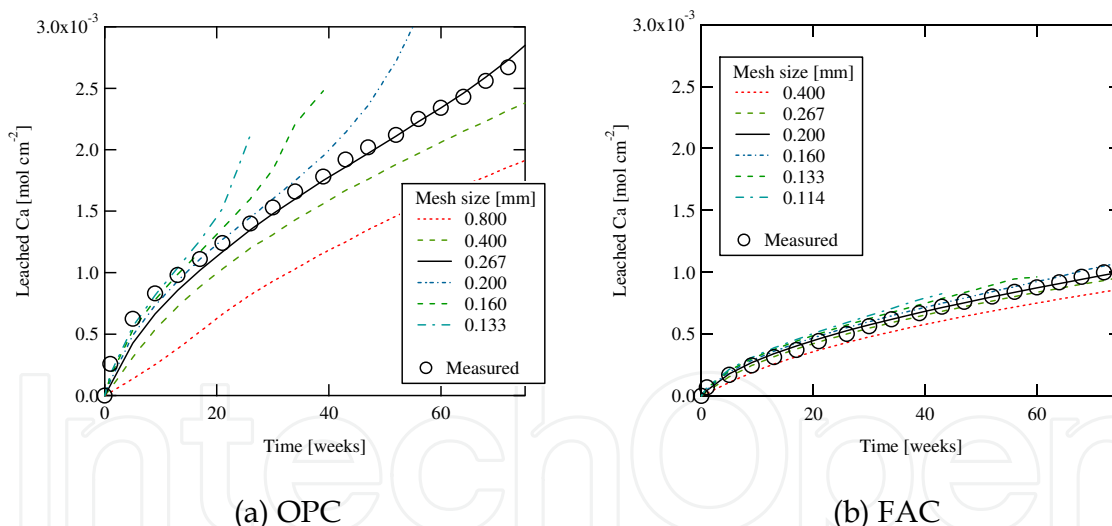 3.0x10⁻³
2.5
2.0
1.5
1.0
0.5
0.0
Leached Ca [mol cm⁻²]
0
20
40
60
Time [weeks]
Mesh size [mm]
0.800
0.400
0.267
0.200
0.160
0.133
Measured
(a) OPC
3.0x10⁻³
2.5
2.0
1.5
1.0
0.5
0.0
Leached Ca [mol cm⁻²]
0
20
40
60
Time [weeks]
Mesh size [mm]
0.400
0.267
0.200
0.160
0.133
0.114
Measured
(b) FAC
IntechOpen